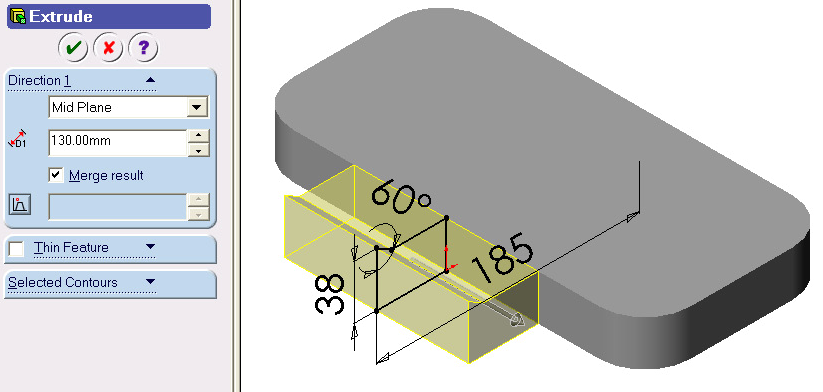 Extrude
?
Direction 1
Mid Plane
D1
130.00mm
Merge result
Thin Feature
Selected Contours
60°
185
38